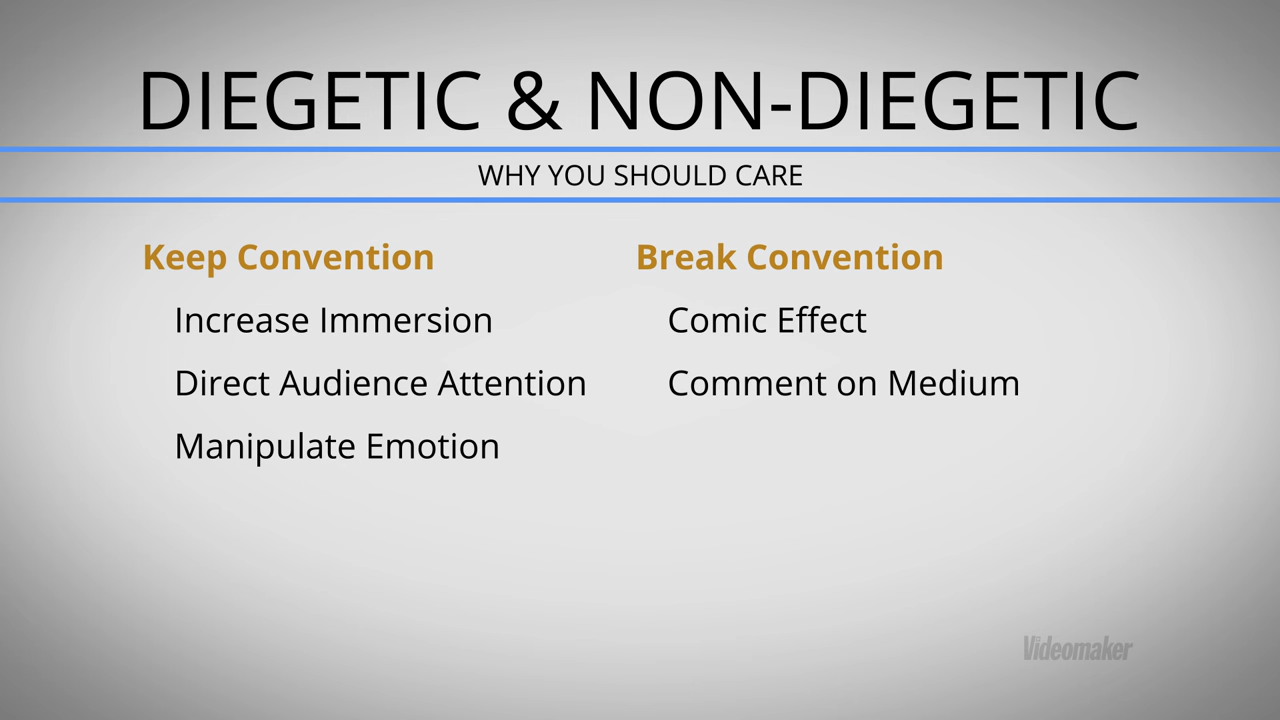 DIEGETIC & NON-DIEGETIC
WHY YOU SHOULD CARE
Keep Convention
Increase Immersion
Direct Audience Attention
Manipulate Emotion
Break Convention
Comic Effect
Comment on Medium
Videomaker